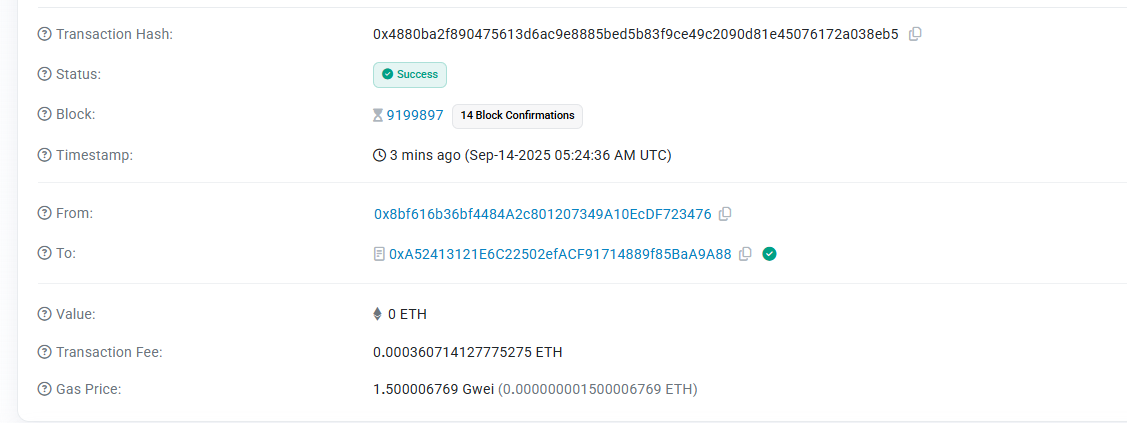 Transaction Hash: 0x4880ba2f890475613d6ac9e8885bed5b83f9ce49c2090d81e45076172a038eb5
Status: Success
Block: 9199897 14 Block Confirmations
Timestamp: 3 mins ago (Sep-14-2025 05:24:36 AM UTC)
From: 0x8bf616b36bf4484A2c801207349A10EcDF723476
To: 0xA52413121E6C22502efACF91714889f85BaA9A88
Value: 0 ETH
Transaction Fee: 0.000360714127775275 ETH
Gas Price: 1.500006769 Gwei (0.000000001500006769 ETH)